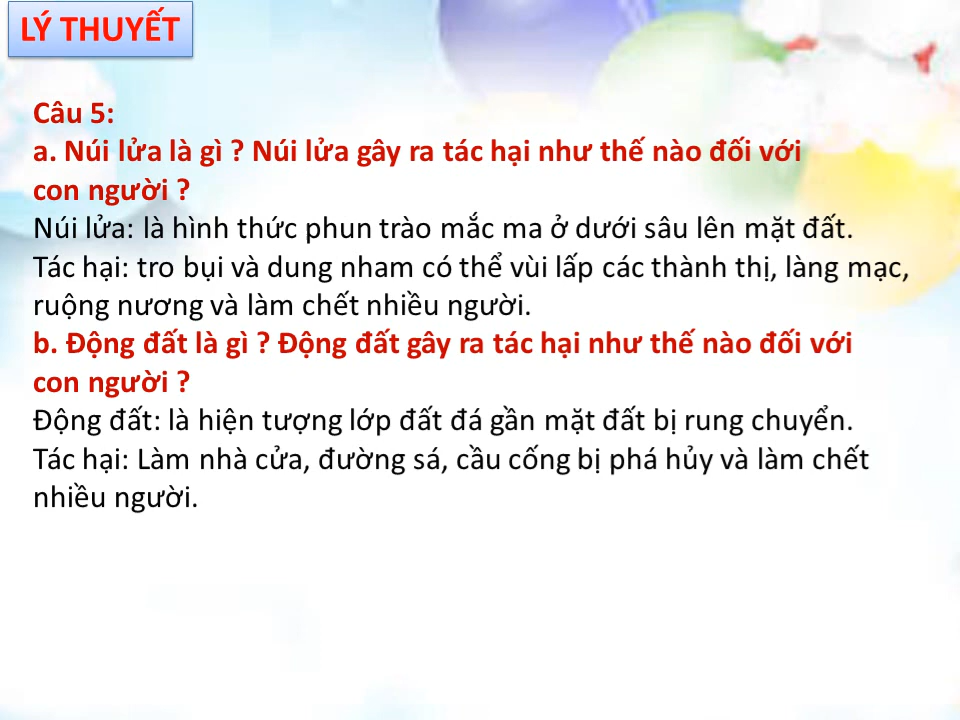 LÝ THUYẾT
Câu 5:
a. Núi lửa là gì ? Núi lửa gây ra tác hại như thế nào đối với
con người ?
Núi lửa: là hình thức phun trào mắc ma ở dưới sâu lên mặt đất.
Tác hại: tro bụi và dung nham có thể vùi lấp các thành thị, làng mạc,
ruộng nương và làm chết nhiều người.
b. Động đất là gì ? Động đất gây ra tác hại như thế nào đối với
con người ?
Động đất: là hiện tượng lớp đất đá gần mặt đất bị rung chuyển.
Tác hại: Làm nhà cửa, đường sá, cầu cống bị phá hủy và làm chết
nhiều người.